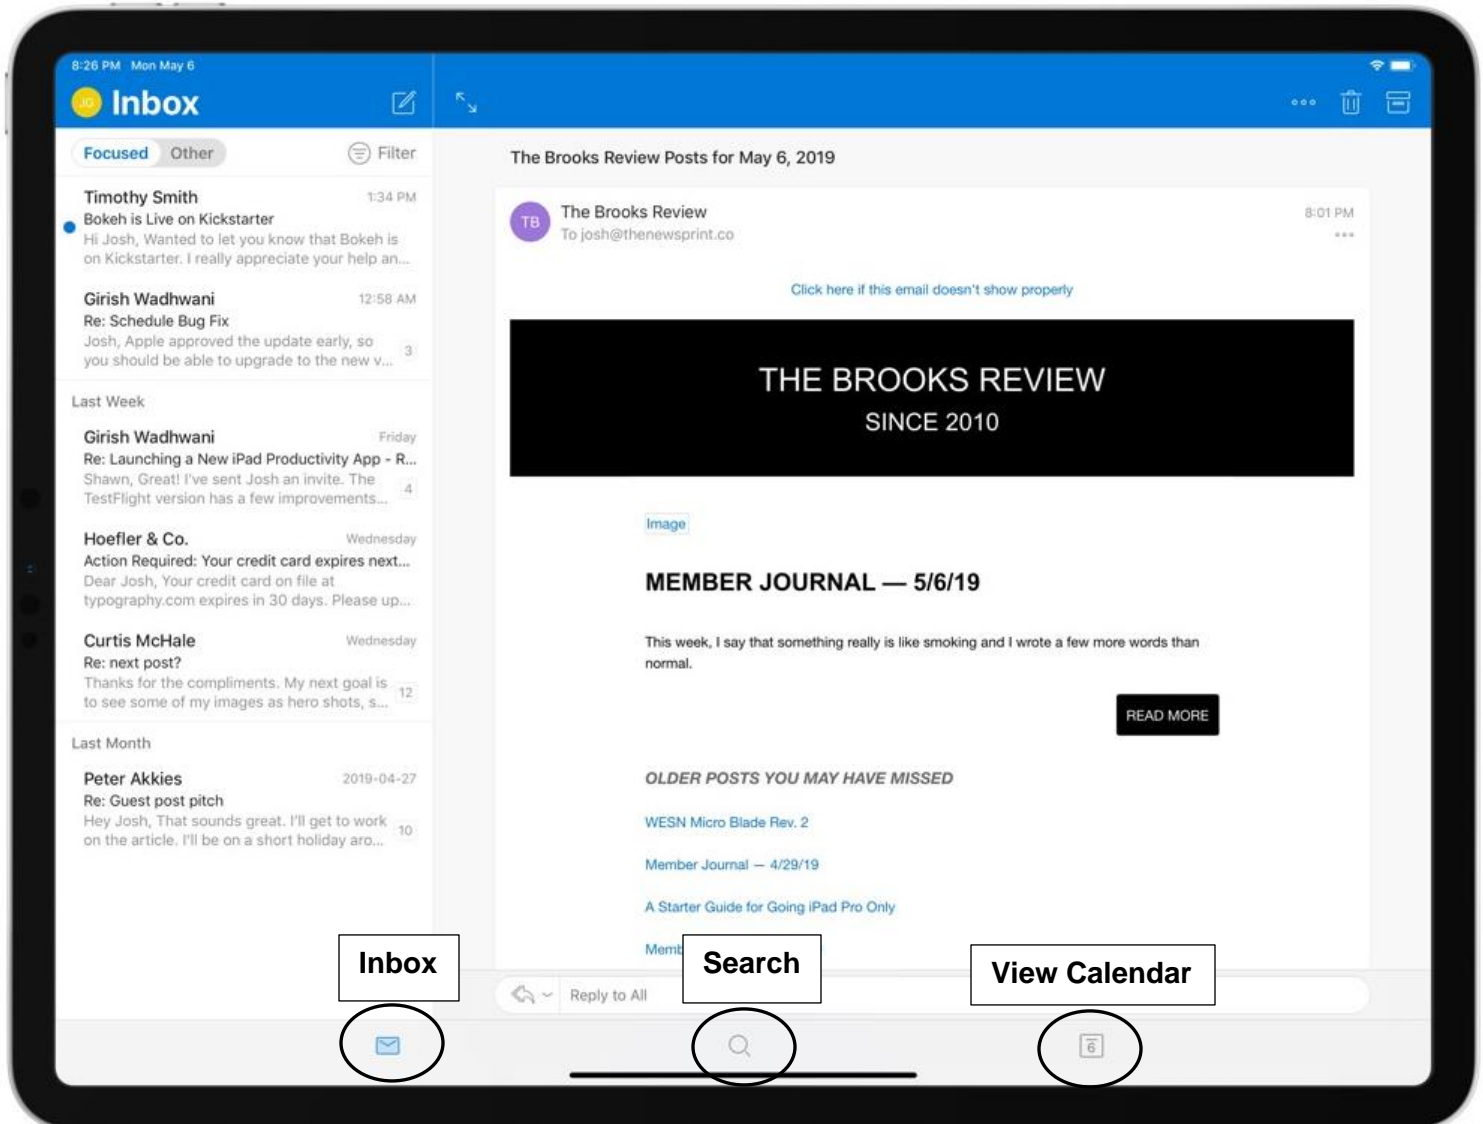 8:26 PM Mon May 6
JG Inbox
Focused Other Filter
Timothy Smith 1:34 PM
Bokeh is Live on Kickstarter
Hi Josh, Wanted to let you know that Bokeh is
on Kickstarter. I really appreciate your help an...
Girish Wadhwani 12:58 AM
Re: Schedule Bug Fix
Josh, Apple approved the update early, so
you should be able to upgrade to the new v... 3
Last Week
Girish Wadhwani Friday
Re: Launching a New iPad Productivity App - R...
Shawn, Great! I've sent Josh an invite. The
TestFlight version has a few improvements... 4
Hoefler & Co. Wednesday
Action Required: Your credit card expires next...
Dear Josh, Your credit card on file at
typography.com expires in 30 days. Please up...
Curtis McHale Wednesday
Re: next post?
Thanks for the compliments. My next goal is
to see some of my images as hero shots, s... 12
Last Month
Peter Akkies 2019-04-27
Re: Guest post pitch
Hey Josh, That sounds great. I'll get to work
on the article. I'll be on a short holiday aro... 10
The Brooks Review Posts for May 6, 2019
TB The Brooks Review 8:01 PM
To josh@thenewsprint.co
Click here if this email doesn't show properly
THE BROOKS REVIEW
SINCE 2010
Image
MEMBER JOURNAL — 5/6/19
This week, I say that something really is like smoking and I wrote a few more words than
normal.
READ MORE
OLDER POSTS YOU MAY HAVE MISSED
WESN Micro Blade Rev. 2
Member Journal — 4/29/19
A Starter Guide for Going iPad Pro Only
Reply to All
Inbox
Search
View Calendar
6